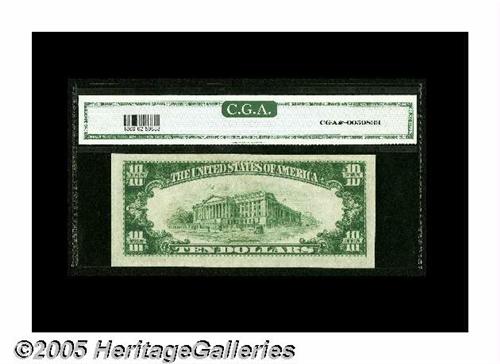 C.G.A.
10 THE UNITED STATES OF AMERICA 10
10 TEN DOLLARS 10
©2005 HeritageGalleries